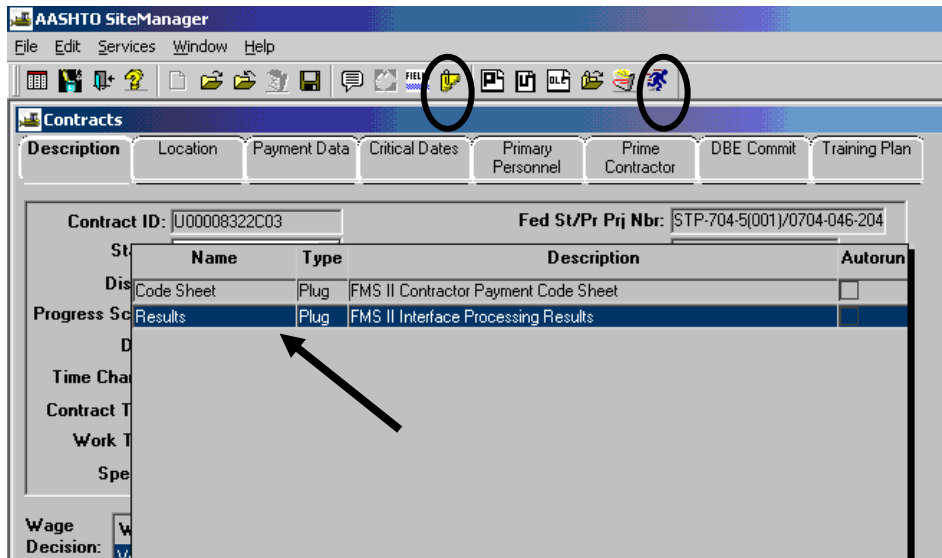 AASHTO SiteManager
File Edit Services Window Help
Contracts
Description Location Payment Data Critical Dates Primary Personnel Prime Contractor DBE Commit Training Plan
Contract ID: U00008322C03 Fed St/Pr Prj Nbr: STP-704-5(001)/0704-046-204
Name Type Description Autorun
Code Sheet Plug FMS II Contractor Payment Code Sheet
Progress Sc Results Plug FMS II Interface Processing Results
Time Cha
Contract T
Work T
Spe
Wage
Decision: